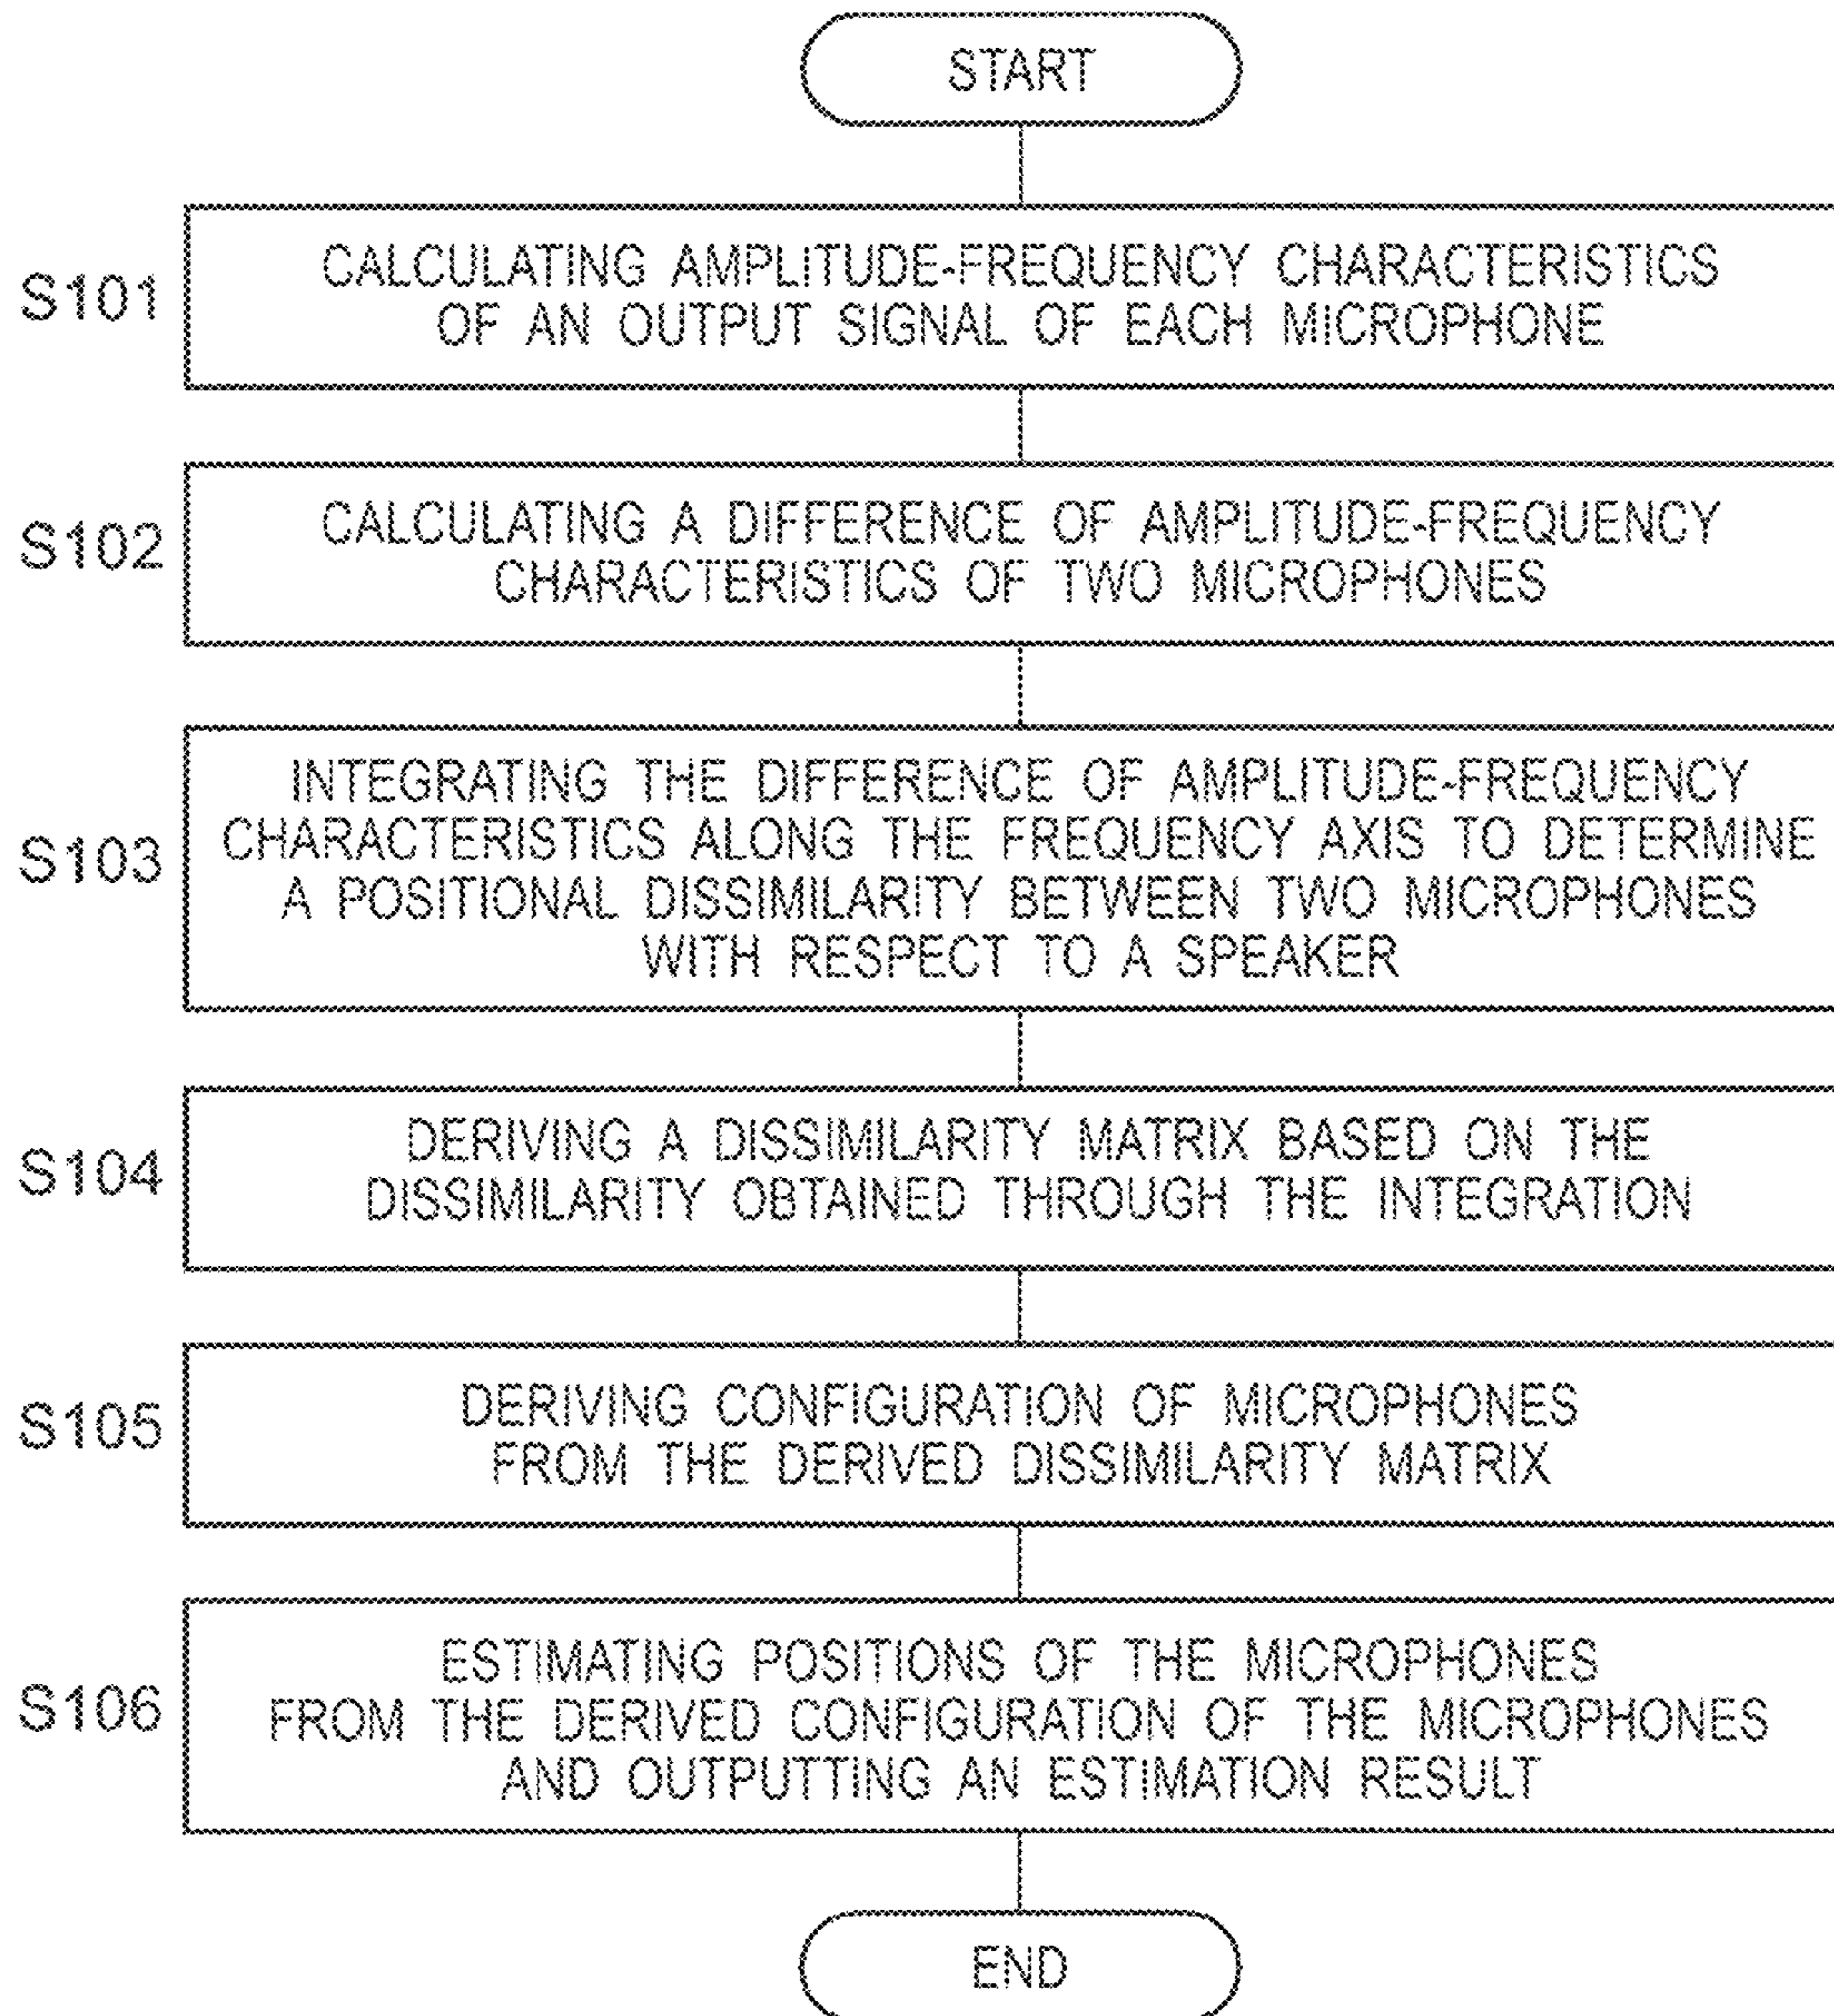 START
S101
CALCULATING AMPLITUDE-FREQUENCY CHARACTERISTICS
OF AN OUTPUT SIGNAL OF EACH MICROPHONE
S102
CALCULATING A DIFFERENCE OF AMPLITUDE-FREQUENCY
CHARACTERISTICS OF TWO MICROPHONES
S103
INTEGRATING THE DIFFERENCE OF AMPLITUDE-FREQUENCY
CHARACTERISTICS ALONG THE FREQUENCY AXIS TO DETERMINE
A POSITIONAL DISSIMILARITY BETWEEN TWO MICROPHONES
WITH RESPECT TO A SPEAKER
S104
DERIVING A DISSIMILARITY MATRIX BASED ON THE
DISSIMILARITY OBTAINED THROUGH THE INTEGRATION
S105
DERIVING CONFIGURATION OF MICROPHONES
FROM THE DERIVED DISSIMILARITY MATRIX
S106
ESTIMATING POSITIONS OF THE MICROPHONES
FROM THE DERIVED CONFIGURATION OF THE MICROPHONES
AND OUTPUTTING AN ESTIMATION RESULT
END